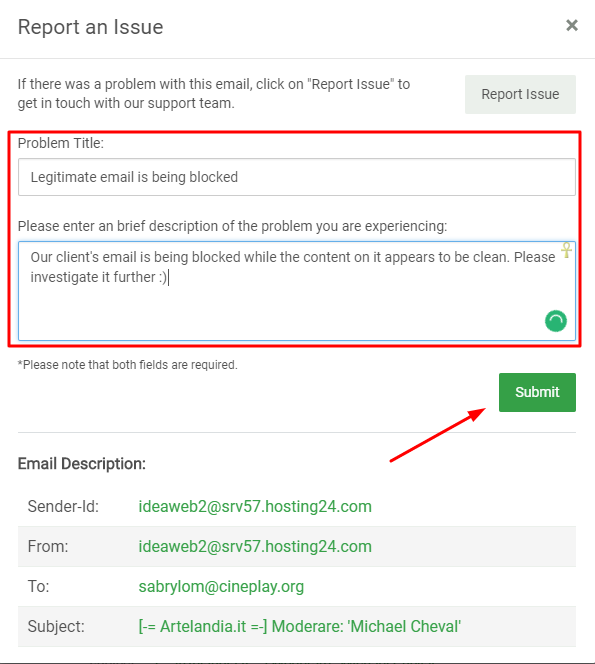 Report an Issue
×
If there was a problem with this email, click on "Report Issue" to
get in touch with our support team.
Report Issue
Problem Title:
Legitimate email is being blocked
Please enter an brief description of the problem you are experiencing:
Our client's email is being blocked while the content on it appears to be clean. Please
investigate it further :)
*Please note that both fields are required.
Submit
Email Description:
Sender-Id: ideaweb2@srv57.hosting24.com
From: ideaweb2@srv57.hosting24.com
To: sabrylom@cineplay.org
Subject: [-= Artelandia.it =-] Moderare: 'Michael Cheval'